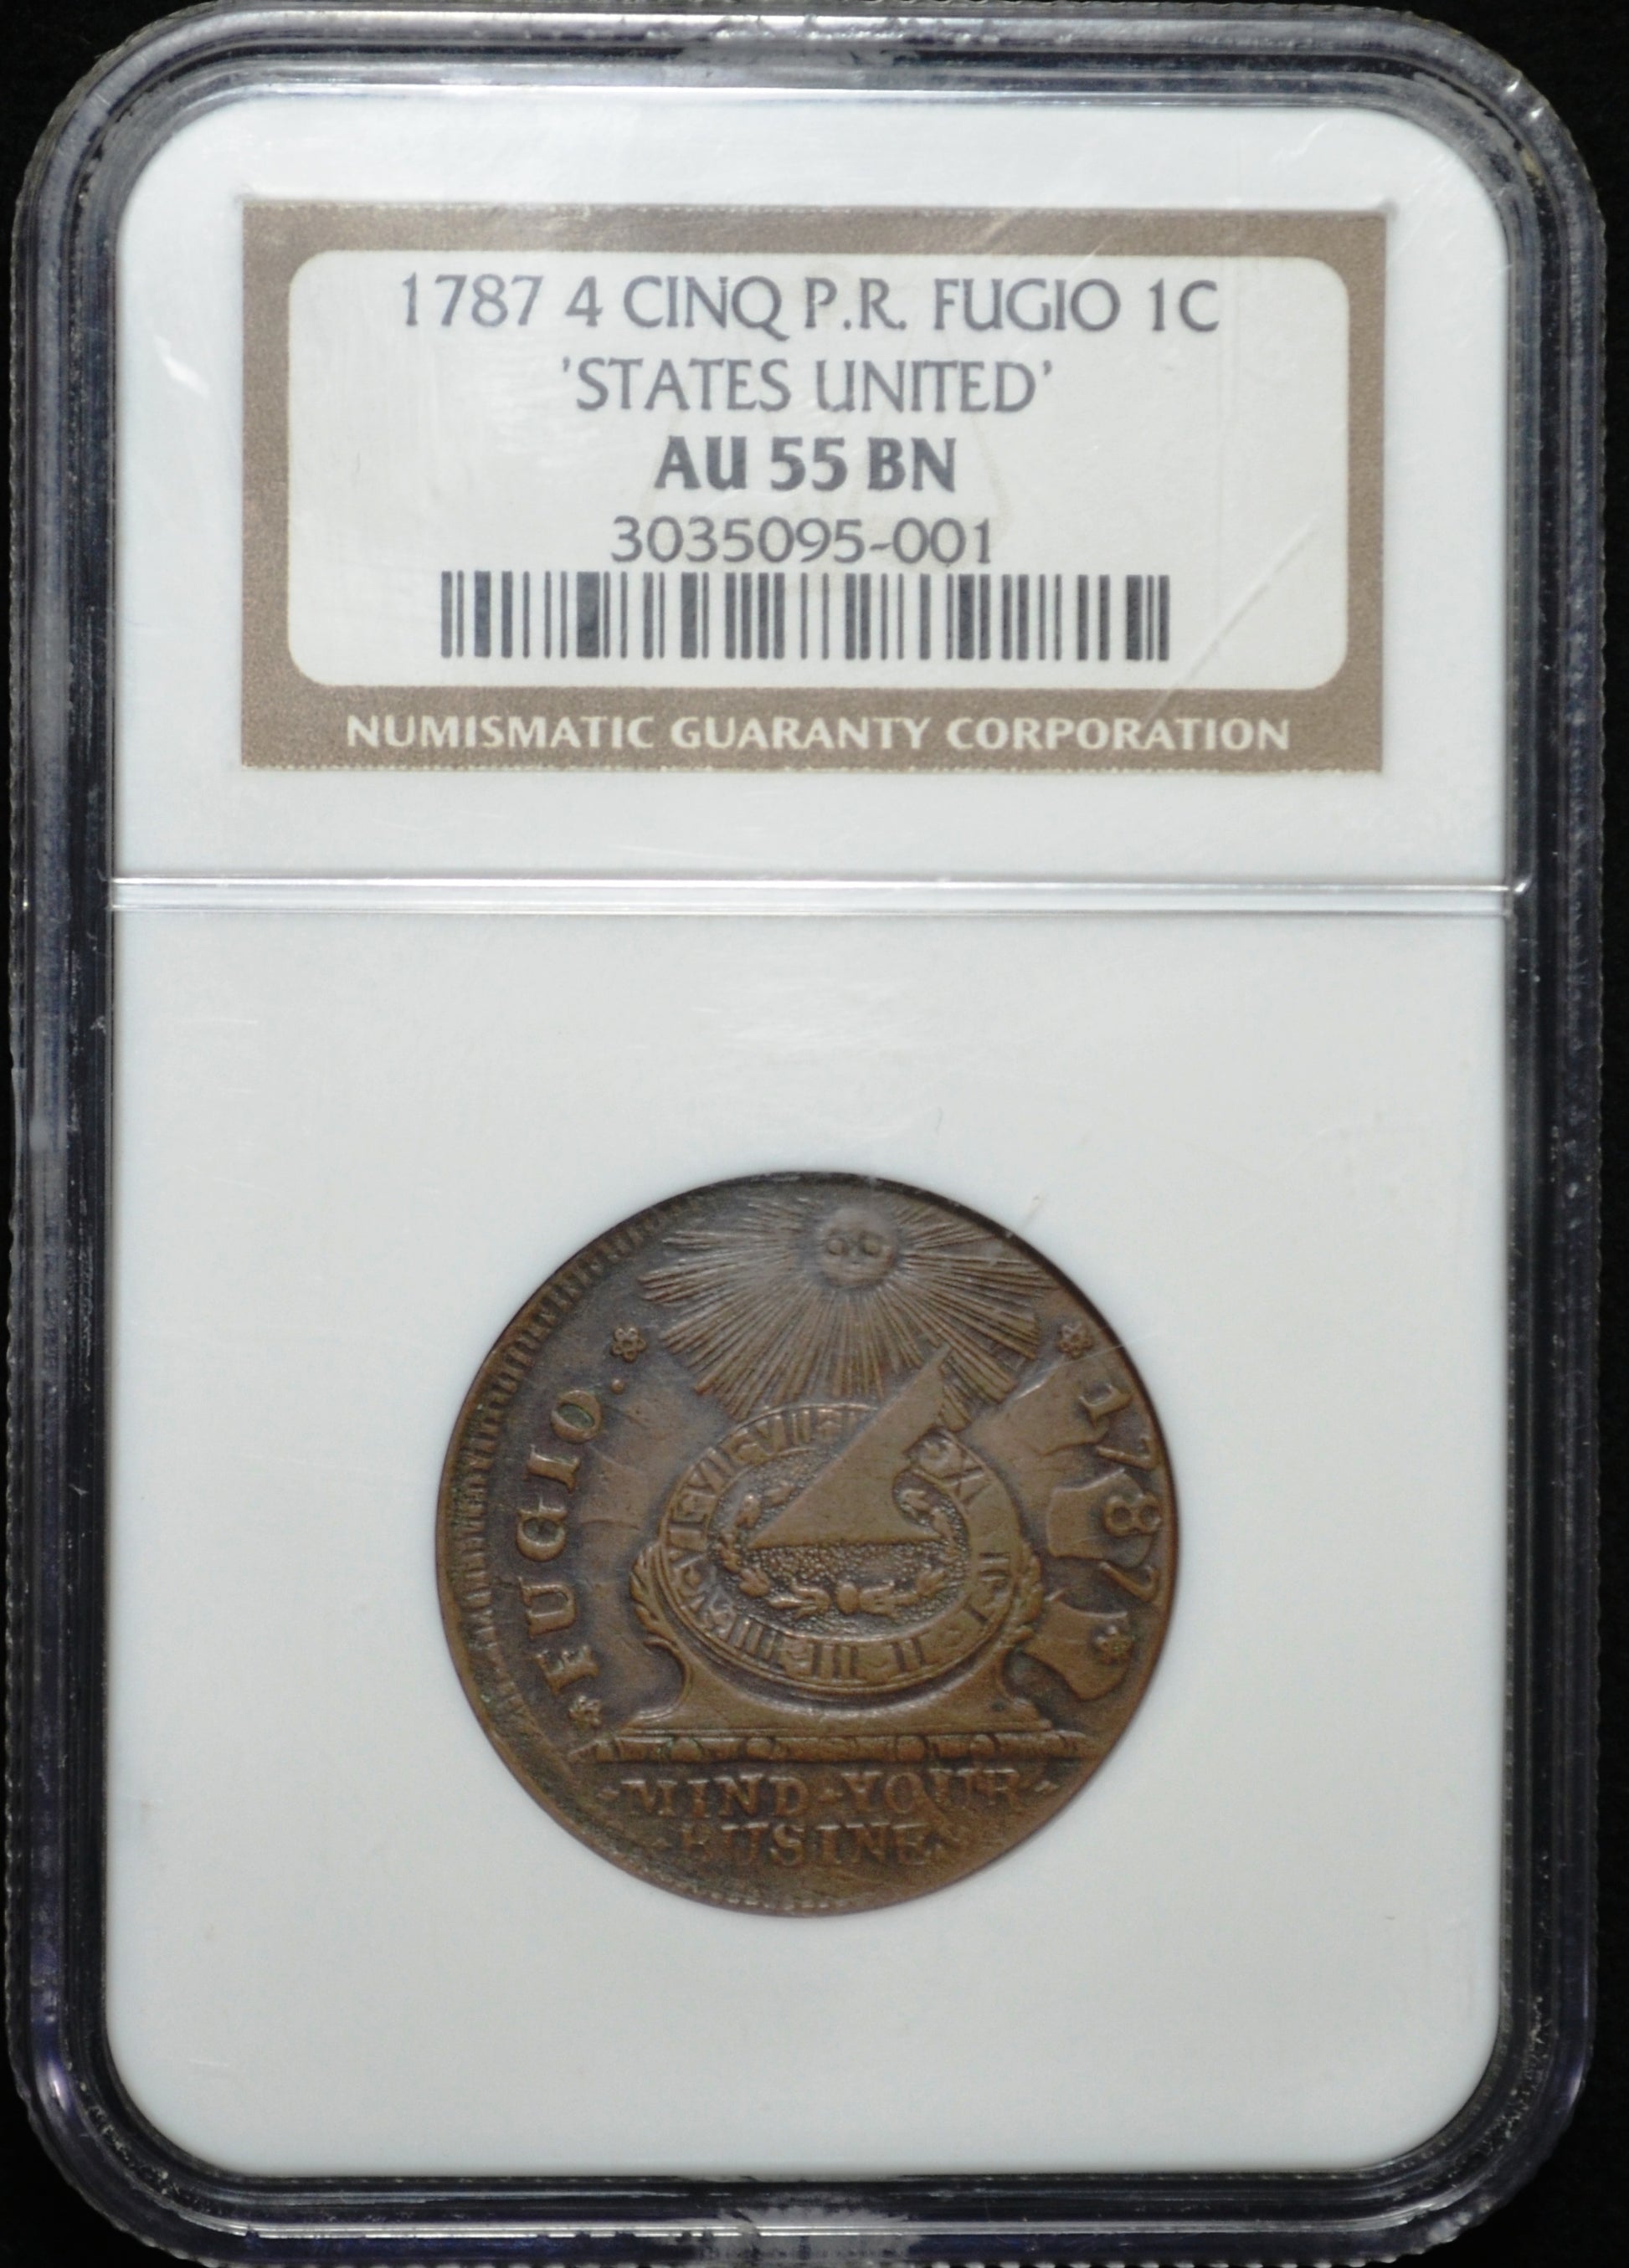 1787 4 CINQ P.R. FUGIO 1C
'STATES UNITED'
AU 55 BN
3035095-001
NUMISMATIC GUARANTY CORPORATION
FUGIO.
1787
MIND YOUR